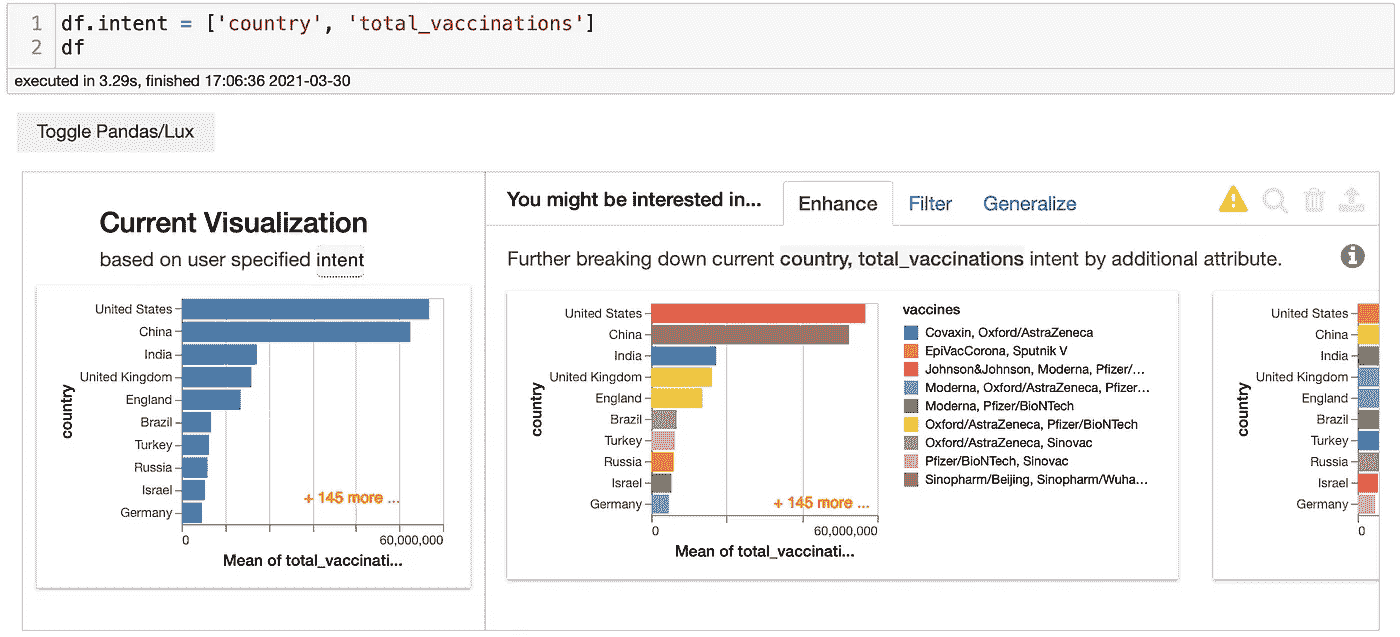 1 df.intent = ['country', 'total_vaccinations']
2 df
executed in 3.29s, finished 17:06:36 2021-03-30
Toggle Pandas/Lux
Current Visualization
based on user specified intent
United States
China
India
United Kingdom
England
Brazil
Turkey
Russia
Israel
Germany
country
+ 145 more ...
0 60,000,000
Mean of total_vaccinati...
You might be interested in... Enhance Filter Generalize
Further breaking down current country, total_vaccinations intent by additional attribute.
United States
China
India
United Kingdom
England
Brazil
Turkey
Russia
Israel
Germany
country
+ 145 more ...
0 60,000,000
Mean of total_vaccinati...
vaccines
Covaxin, Oxford/AstraZeneca
EpiVacCorona, Sputnik V
Johnson&Johnson, Moderna, Pfizer/...
Moderna, Oxford/AstraZeneca, Pfizer...
Moderna, Pfizer/BioNTech
Oxford/AstraZeneca, Pfizer/BioNTech
Oxford/AstraZeneca, Sinovac
Pfizer/BioNTech, Sinovac
Sinopharm/Beijing, Sinopharm/Wuha...
United States
China
India
United Kingdom
England
Brazil
Turkey
Russia
Israel
Germany
country
0